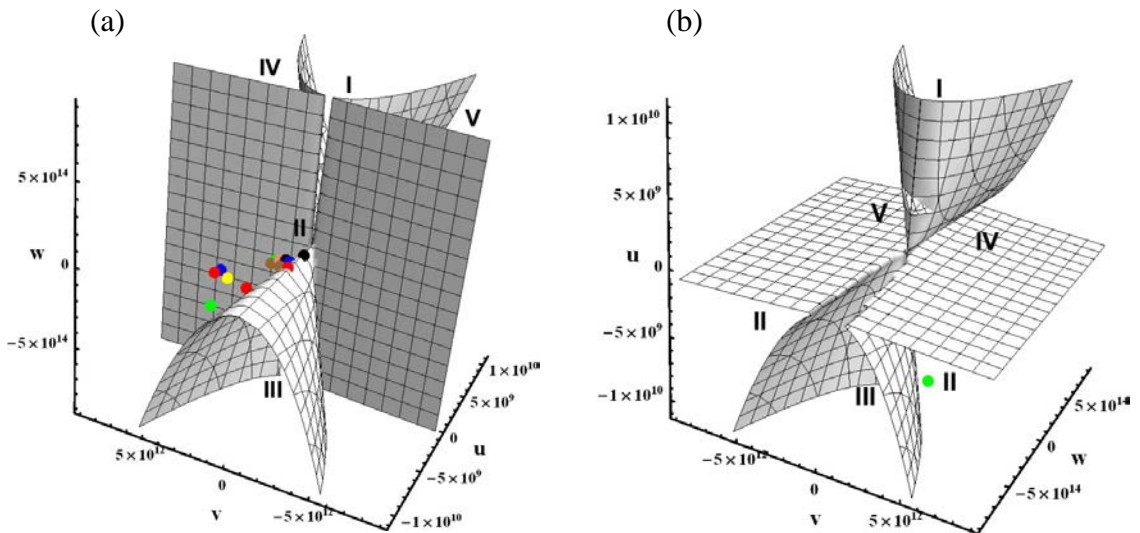 (a)
(b)
IV
I
V
II
III
5×10¹⁴
w
0
−5×10¹⁴
5×10¹²
0
v
−5×10¹²
1×10¹⁰
5×10⁹
0
u
−5×10⁹
−1×10¹⁰
I
V
IV
II
III
II
1×10¹⁰
5×10⁹
u
0
−5×10⁹
−1×10¹⁰
−5×10¹²
0
v
5×10¹²
5×10¹⁴
w
0
−5×10¹⁴